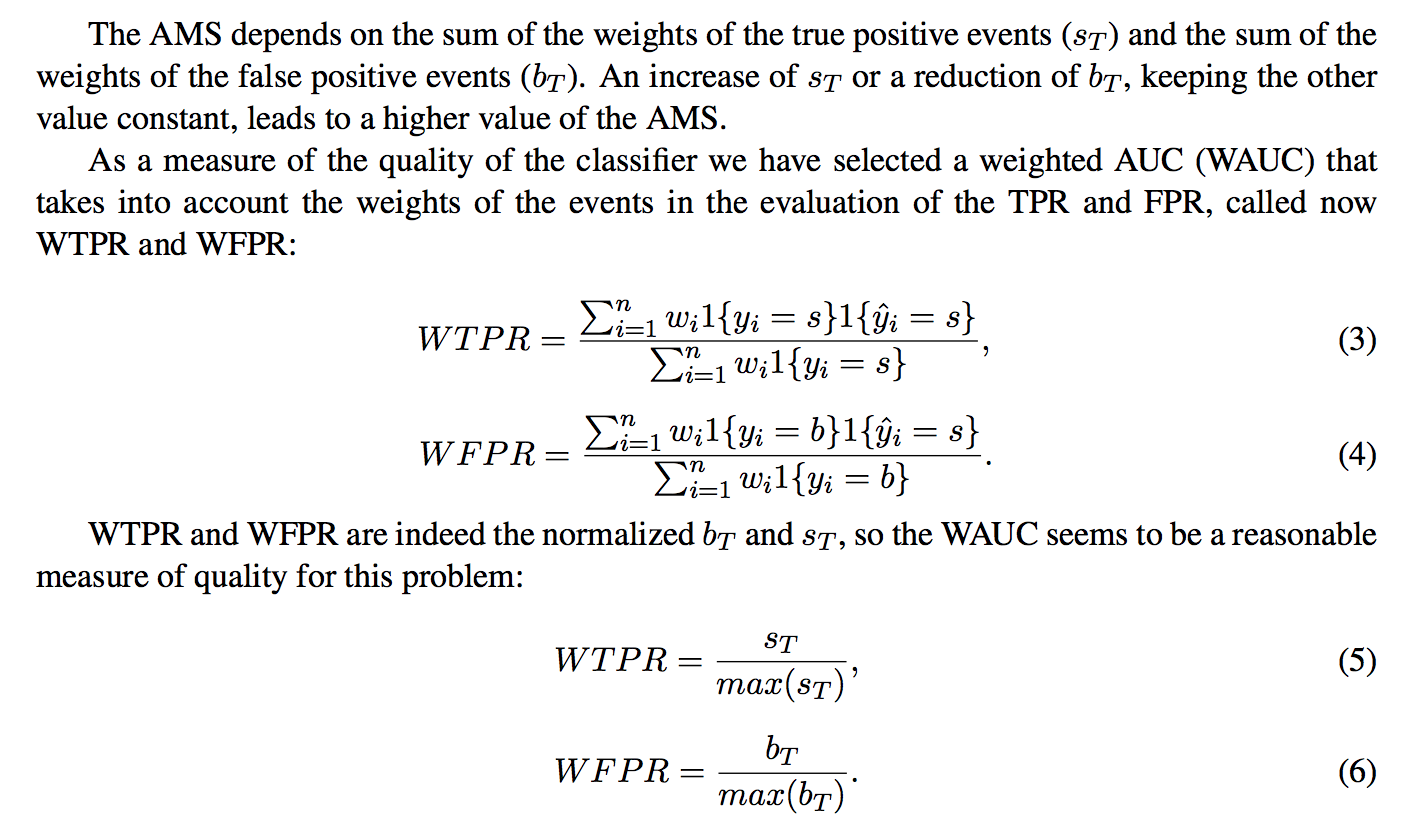 The AMS depends on the sum of the weights of the true positive events (s_T) and the sum of the
weights of the false positive events (b_T). An increase of s_T or a reduction of b_T, keeping the other
value constant, leads to a higher value of the AMS.
As a measure of the quality of the classifier we have selected a weighted AUC (WAUC) that
takes into account the weights of the events in the evaluation of the TPR and FPR, called now
WTPR and WFPR:
WTPR = \frac{\sum_{i=1}^{n} w_i 1\{y_i = s\}1\{\hat{y}_i = s\}}{\sum_{i=1}^{n} w_i 1\{y_i = s\}}, (3)
WFPR = \frac{\sum_{i=1}^{n} w_i 1\{y_i = b\}1\{\hat{y}_i = s\}}{\sum_{i=1}^{n} w_i 1\{y_i = b\}}. (4)
WTPR and WFPR are indeed the normalized b_T and s_T, so the WAUC seems to be a reasonable
measure of quality for this problem:
WTPR = \frac{s_T}{max(s_T)}, (5)
WFPR = \frac{b_T}{max(b_T)}. (6)